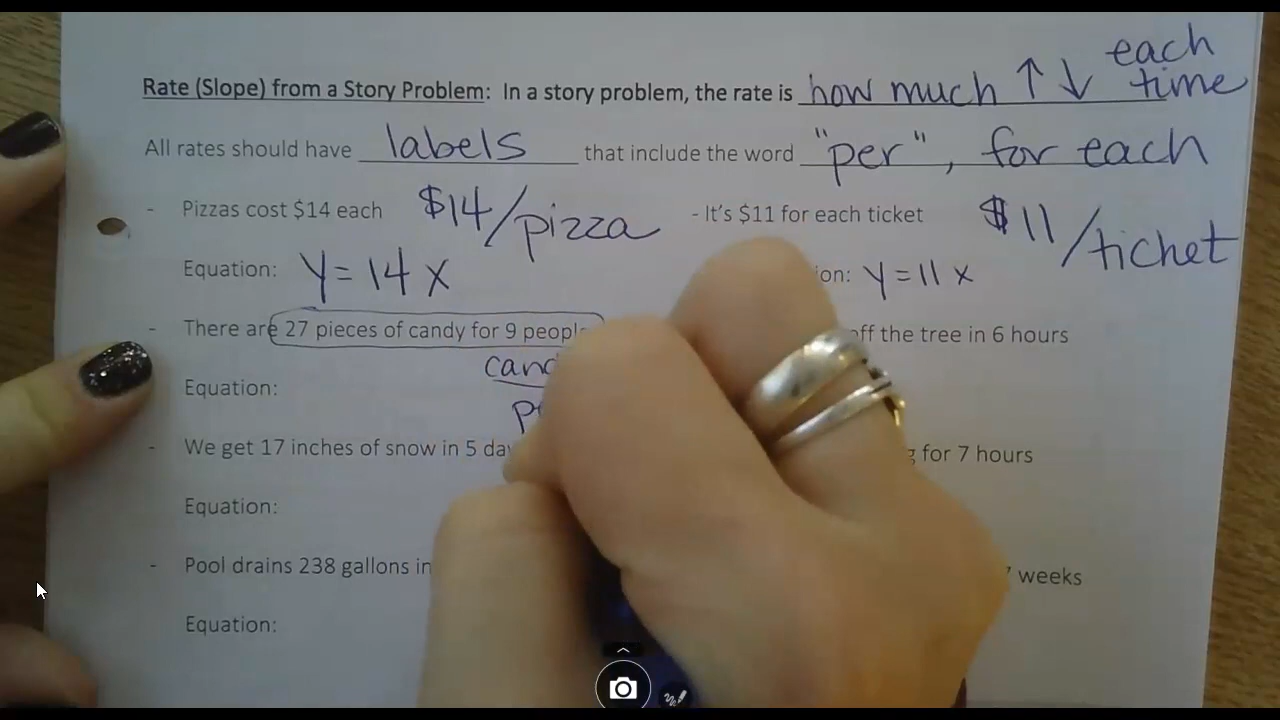 each
Rate (Slope) from a Story Problem: In a story problem, the rate is how much ↑ ↓ time
All rates should have labels that include the word "per", for each
- Pizzas cost $14 each $14/pizza - It's $11 for each ticket $11/ticket
Equation: y = 14 x y = 11 x
- There are 27 pieces of candy for 9 off the tree in 6 hours
Equation:
- We get 17 inches of snow in 5 for 7 hours
Equation:
- Pool drains 238 gallons in weeks
Equation: